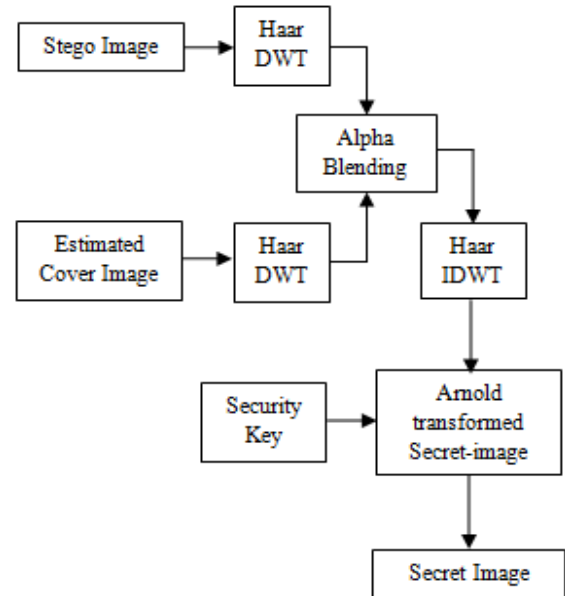 Stego Image
Haar
DWT
Alpha
Blending
Estimated
Cover Image
Haar
DWT
Haar
IDWT
Security
Key
Arnold
transformed
Secret-image
Secret Image